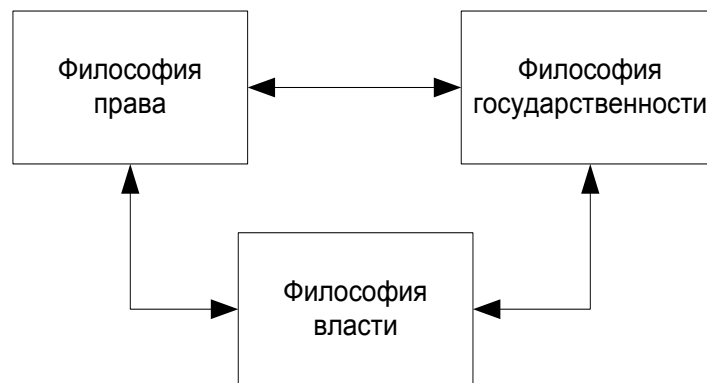 Философия
права
Философия
государственности
Философия
власти